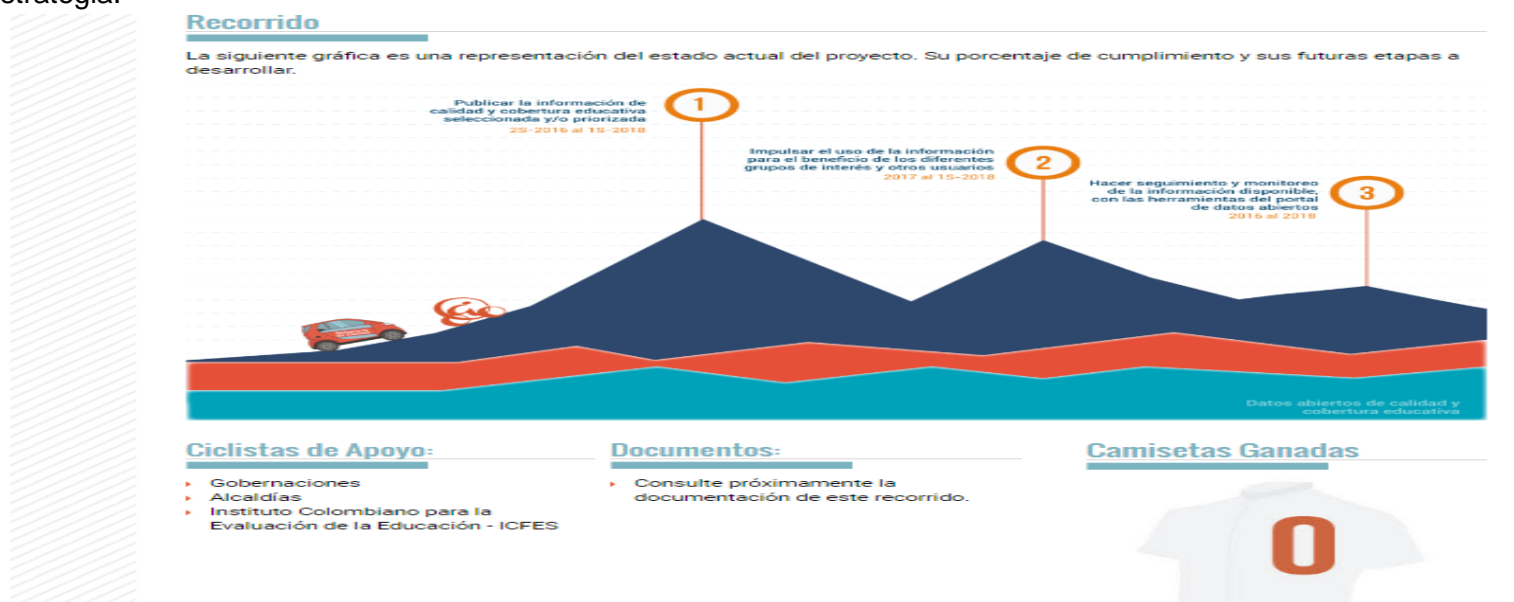 strategia.
Recorrido
La siguiente gráfica es una representación del estado actual del proyecto. Su porcentaje de cumplimiento y sus futuras etapas a
desarrollar.
1
Publicar la información de
calidad y cobertura educativa
seleccionada y/o priorizada
2S-2016 al 1S-2018
2
Impulsar el uso de la información
para el beneficio de los diferentes
grupos de interés y otros usuarios
2017 al 1S-2018
3
Hacer seguimiento y monitoreo
de la información disponible,
con las herramientas del portal
de datos abiertos
2016 al 2018
Datos abiertos de calidad y
cobertura educativa
Ciclistas de Apoyo:
Gobernaciones
Alcaldías
Instituto Colombiano para la
Evaluación de la Educación - ICFES
Documentos:
Consulte próximamente la
documentación de este recorrido.
Camisetas Ganadas
0